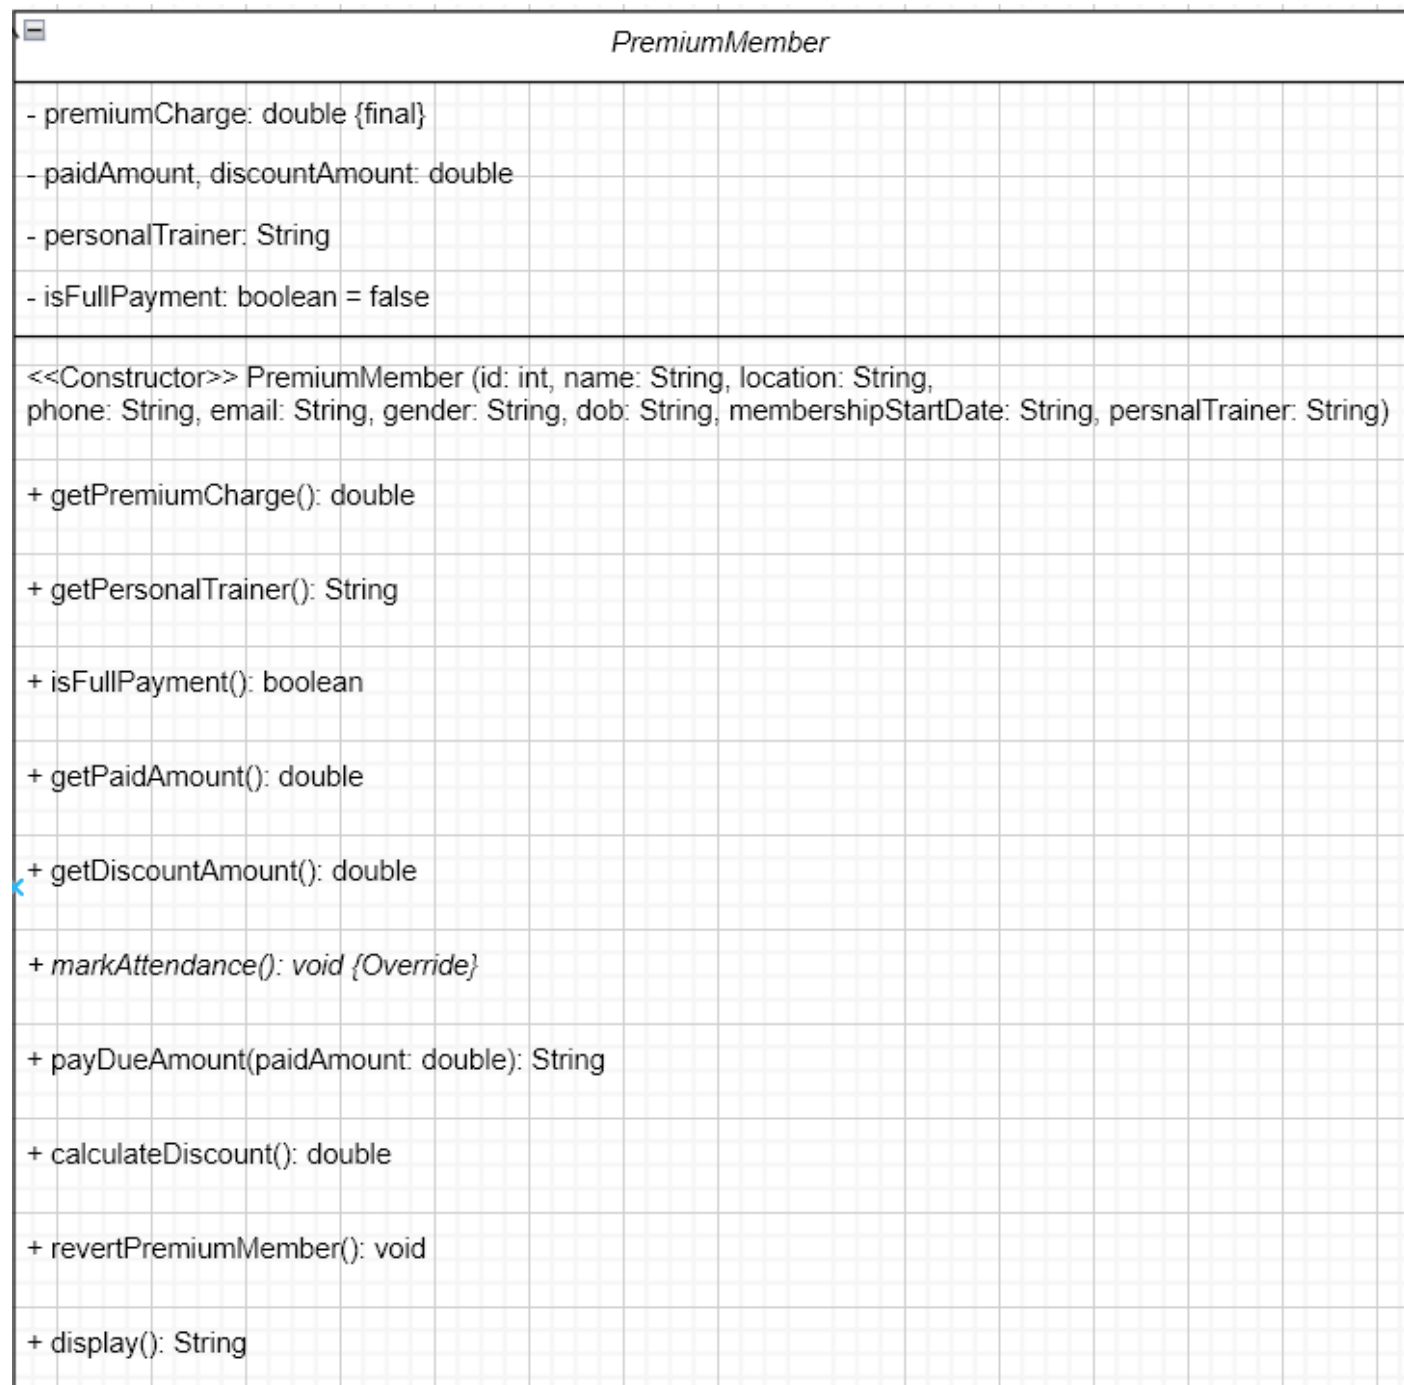 PremiumMember
- premiumCharge: double {final}
- paidAmount, discountAmount: double
- personalTrainer: String
- isFullPayment: boolean = false
<<Constructor>> PremiumMember (id: int, name: String, location: String,
phone: String, email: String, gender: String, dob: String, membershipStartDate: String, persnalTrainer: String)
+ getPremiumCharge(): double
+ getPersonalTrainer(): String
+ isFullPayment(): boolean
+ getPaidAmount(): double
+ getDiscountAmount(): double
+ markAttendance(): void {Override}
+ payDueAmount(paidAmount: double): String
+ calculateDiscount(): double
+ revertPremiumMember(): void
+ display(): String